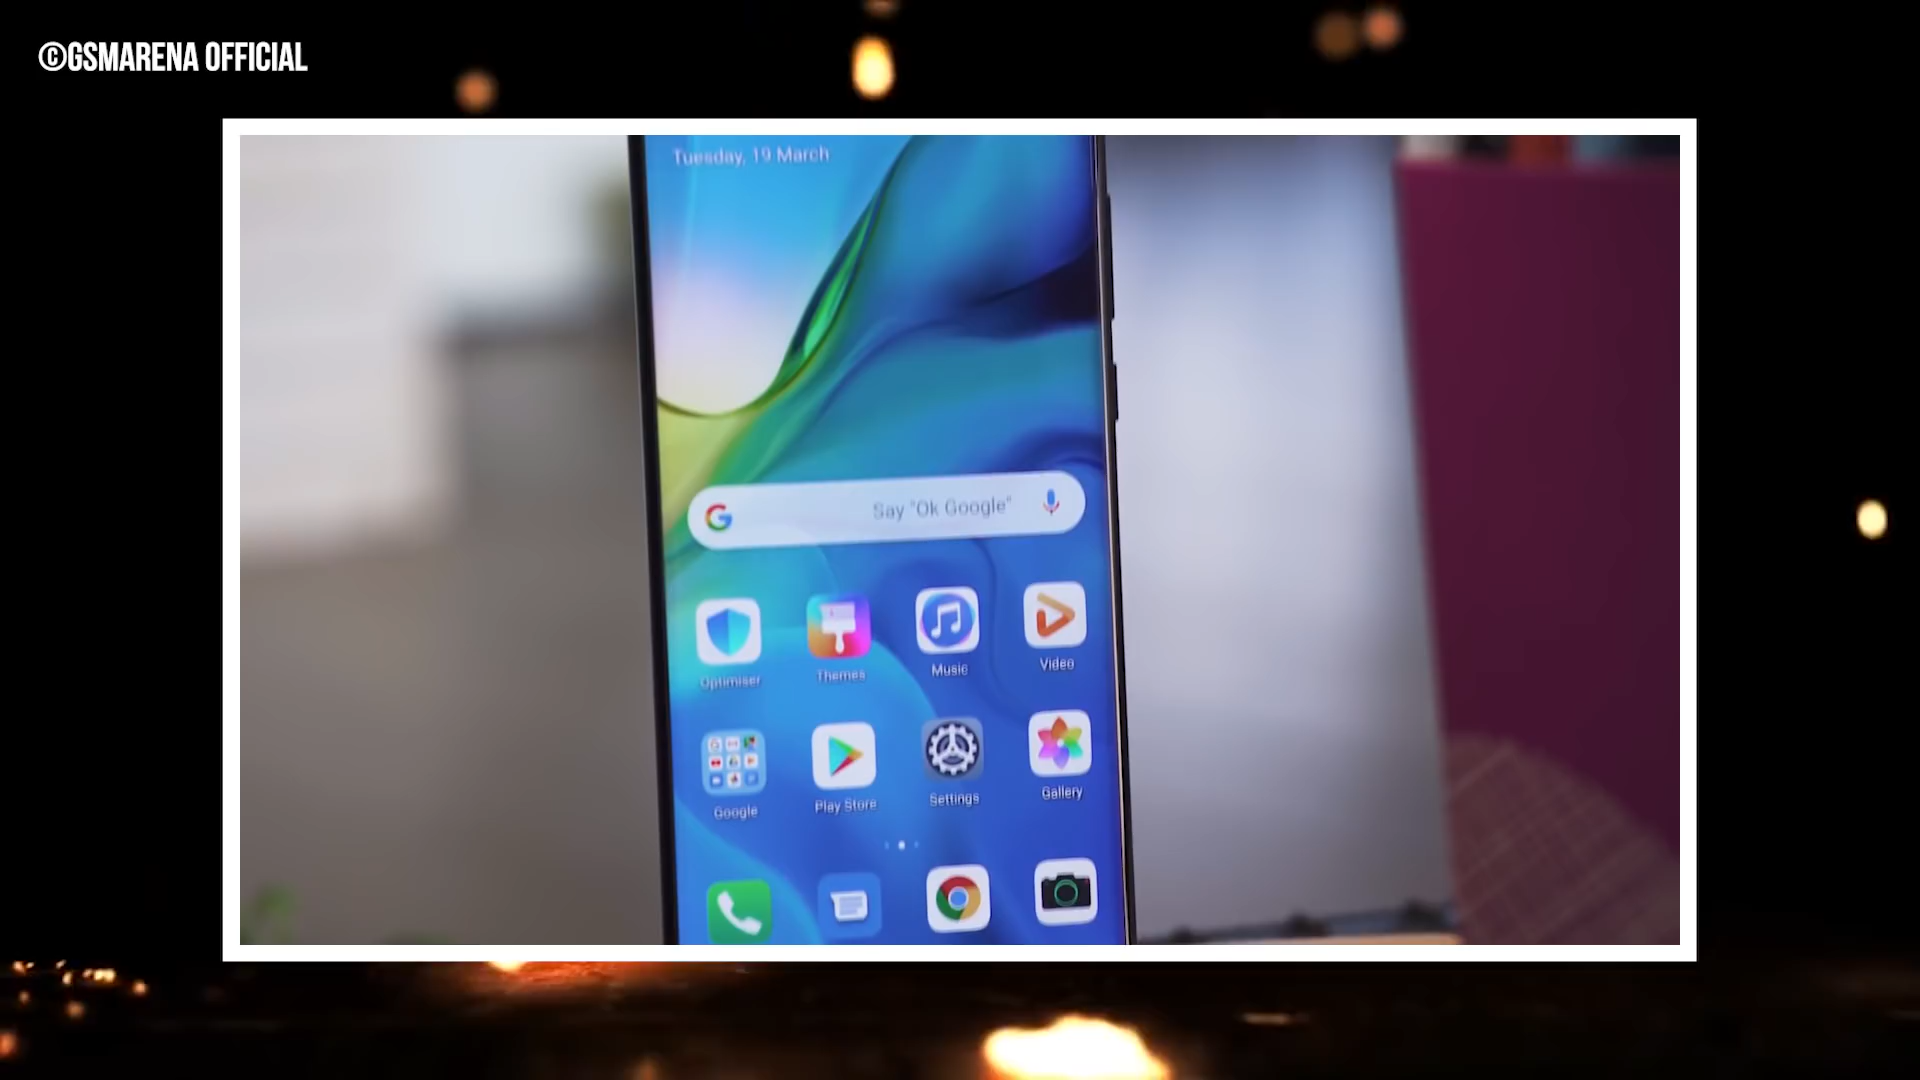 ©GSMARENA OFFICIAL
Tuesday, 19 March
Say "Ok Google"
Optimiser
Themes
Music
Video
Google
Play Store
Settings
Gallery